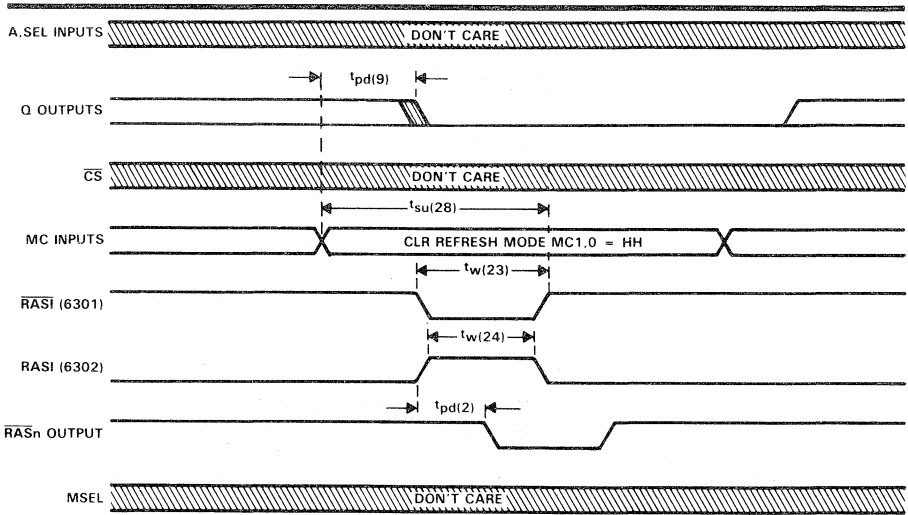 A,SEL INPUTS DON'T CARE
tpd(9)
Q OUTPUTS
CS DON'T CARE
tsu(28)
MC INPUTS CLR REFRESH MODE MC1,0 = HH
tw(23)
RASI (6301)
tw(24)
RASI (6302)
tpd(2)
RASn OUTPUT
MSEL DON'T CARE